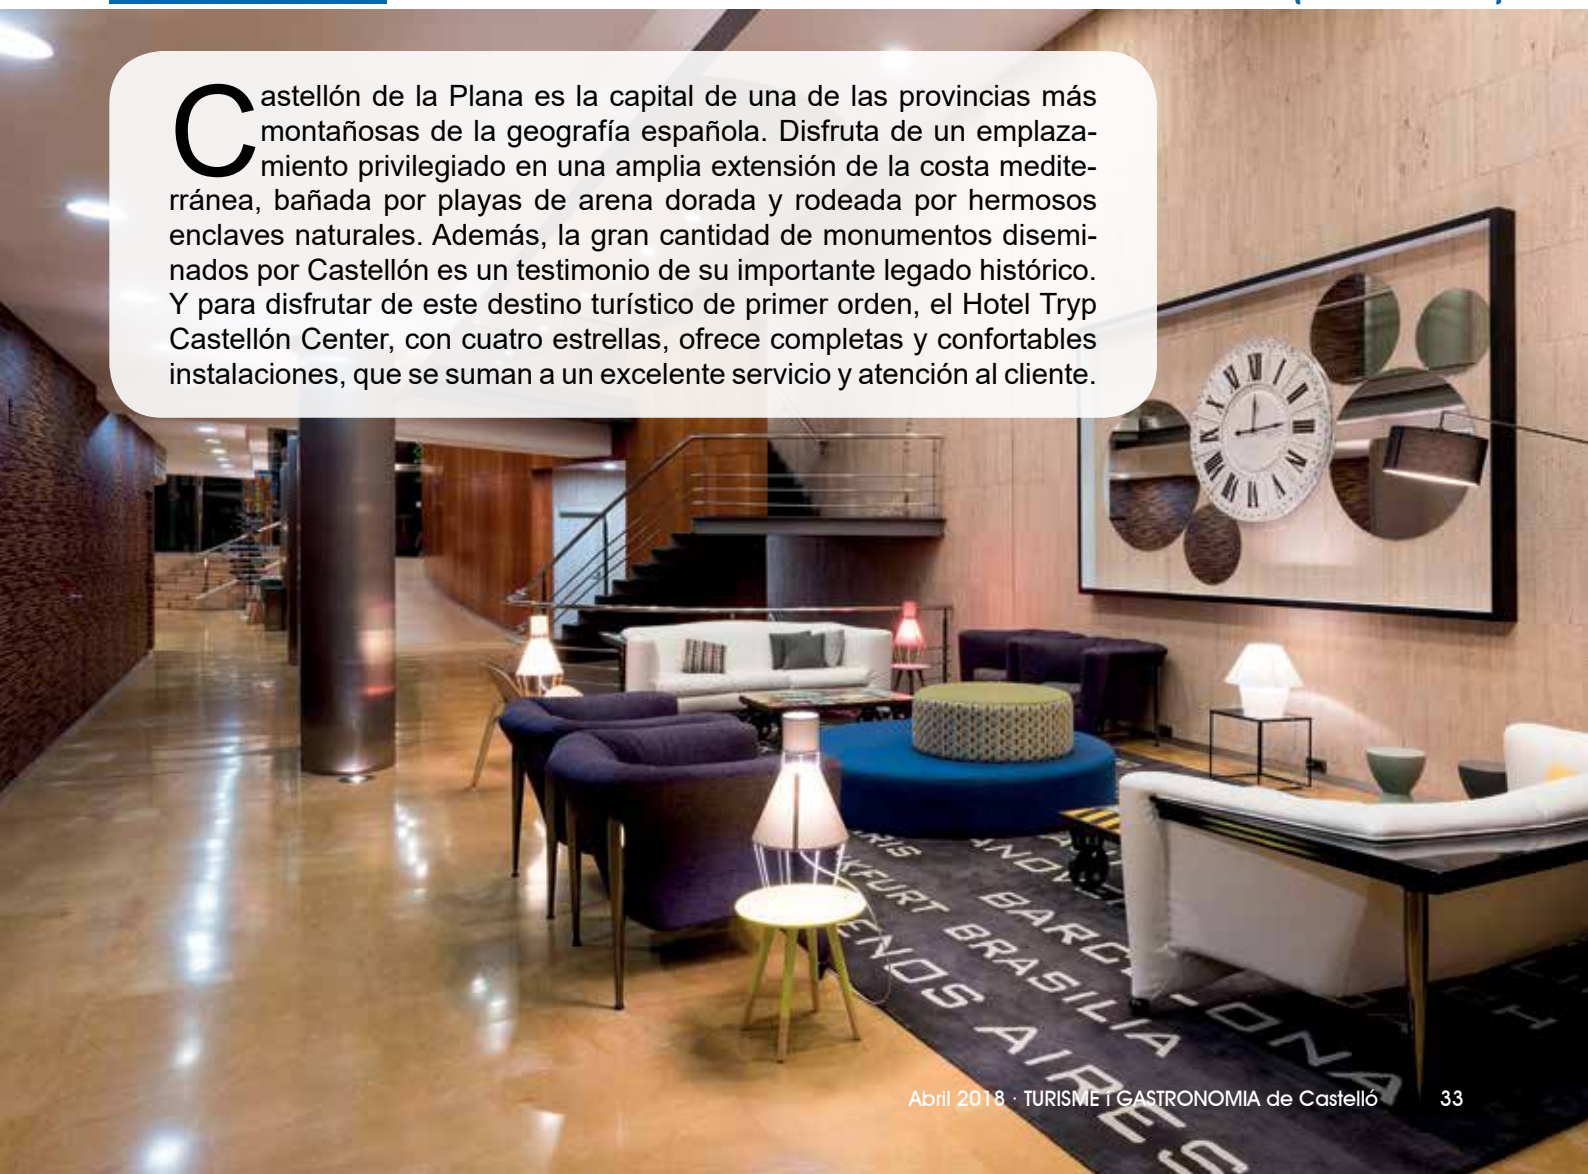 Castellón de la Plana es la capital de una de las provincias más
montañosas de la geografía española. Disfruta de un emplaza-
miento privilegiado en una amplia extensión de la costa medite-
rránea, bañada por playas de arena dorada y rodeada por hermosos
enclaves naturales. Además, la gran cantidad de monumentos disemi-
nados por Castellón es un testimonio de su importante legado histórico.
Y para disfrutar de este destino turístico de primer orden, el Hotel Tryp
Castellón Center, con cuatro estrellas, ofrece completas y confortables
instalaciones, que se suman a un excelente servicio y atención al cliente.
BRASILIA
AIRES
Abril 2018 · TURISME i GASTRONOMIA de Castelló 33